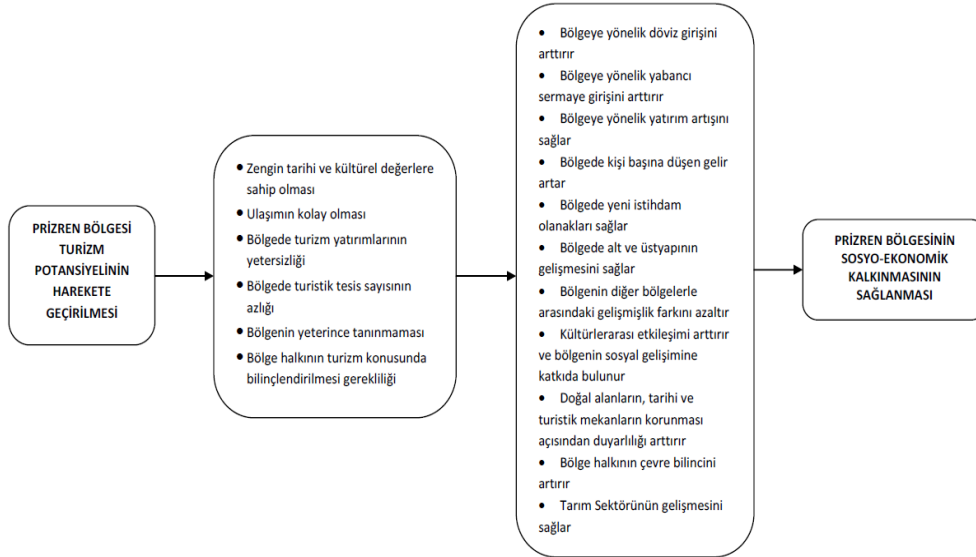 PRİZREN BÖLGESİ
TURİZM
POTANSİYELİNİN
HAREKETE
GEÇİRİLMESİ
• Zengin tarihi ve kültürel değerlere
sahip olması
• Ulaşımın kolay olması
• Bölgede turizm yatırımlarının
yetersizliği
• Bölgede turistik tesis sayısının
azlığı
• Bölgenin yeterince tanınmaması
• Bölge halkının turizm konusunda
bilinçlendirilmesi gerekliliği
• Bölgeye yönelik döviz girişini
arttırır
• Bölgeye yönelik yabancı
sermaye girişini arttırır
• Bölgeye yönelik yatırım artışını
sağlar
• Bölgede kişi başına düşen gelir
artar
• Bölgede yeni istihdam
olanakları sağlar
• Bölgede alt ve üstyapının
gelişmesini sağlar
• Bölgenin diğer bölgelerle
arasındaki gelişmişlik farkını azaltır
• Kültürlerarası etkileşimi arttırır
ve bölgenin sosyal gelişimine
katkıda bulunur
• Doğal alanların, tarihi ve
turistik mekanların korunması
açısından duyarlılığı arttırır
• Bölge halkının çevre bilincini
artırır
• Tarım Sektörünün gelişmesini
sağlar
PRİZREN BÖLGESİNİN
SOSYO-EKONOMİK
KALKINMASININ
SAĞLANMASI